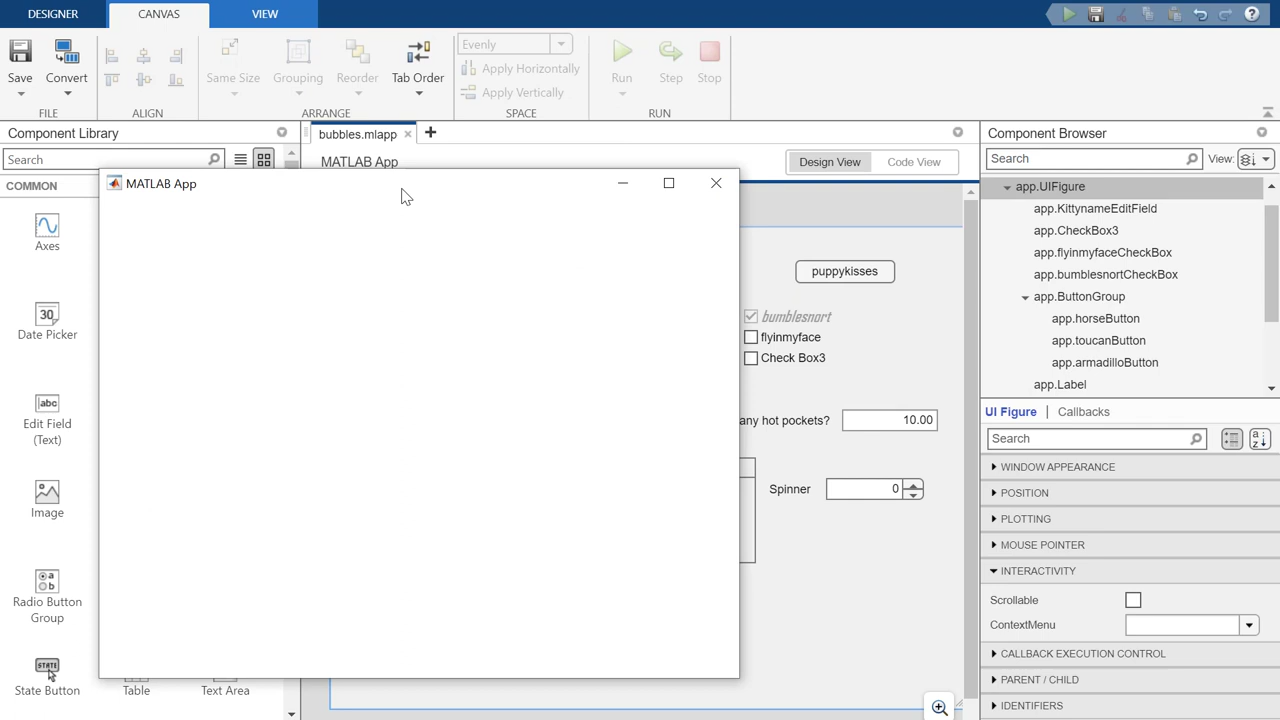 DESIGNER
CANVAS
VIEW
Save
Convert
FILE
ALIGN
Same Size
Grouping
Reorder
Tab Order
ARRANGE
Evenly
Apply Horizontally
Apply Vertically
SPACE
Run
Step
Stop
RUN
Component Library
Search
COMMON
Axes
30
Date Picker
abc
Edit Field
(Text)
Image
a
b
Radio Button
Group
STATE
State Button
Table
Text Area
bubbles.mlapp
MATLAB App
Design View
Code View
MATLAB App
puppykisses
bumblesnort
flyinmyface
Check Box3
any hot pockets?
10.00
Spinner
0
Component Browser
Search
View:
app.UIFigure
app.KittynameEditField
app.CheckBox3
app.flyinmyfaceCheckBox
app.bumblesnortCheckBox
app.ButtonGroup
app.horseButton
app.toucanButton
app.armadilloButton
app.Label
UI Figure | Callbacks
Search
a
z
WINDOW APPEARANCE
POSITION
PLOTTING
MOUSE POINTER
INTERACTIVITY
Scrollable
ContextMenu
CALLBACK EXECUTION CONTROL
PARENT / CHILD
IDENTIFIERS